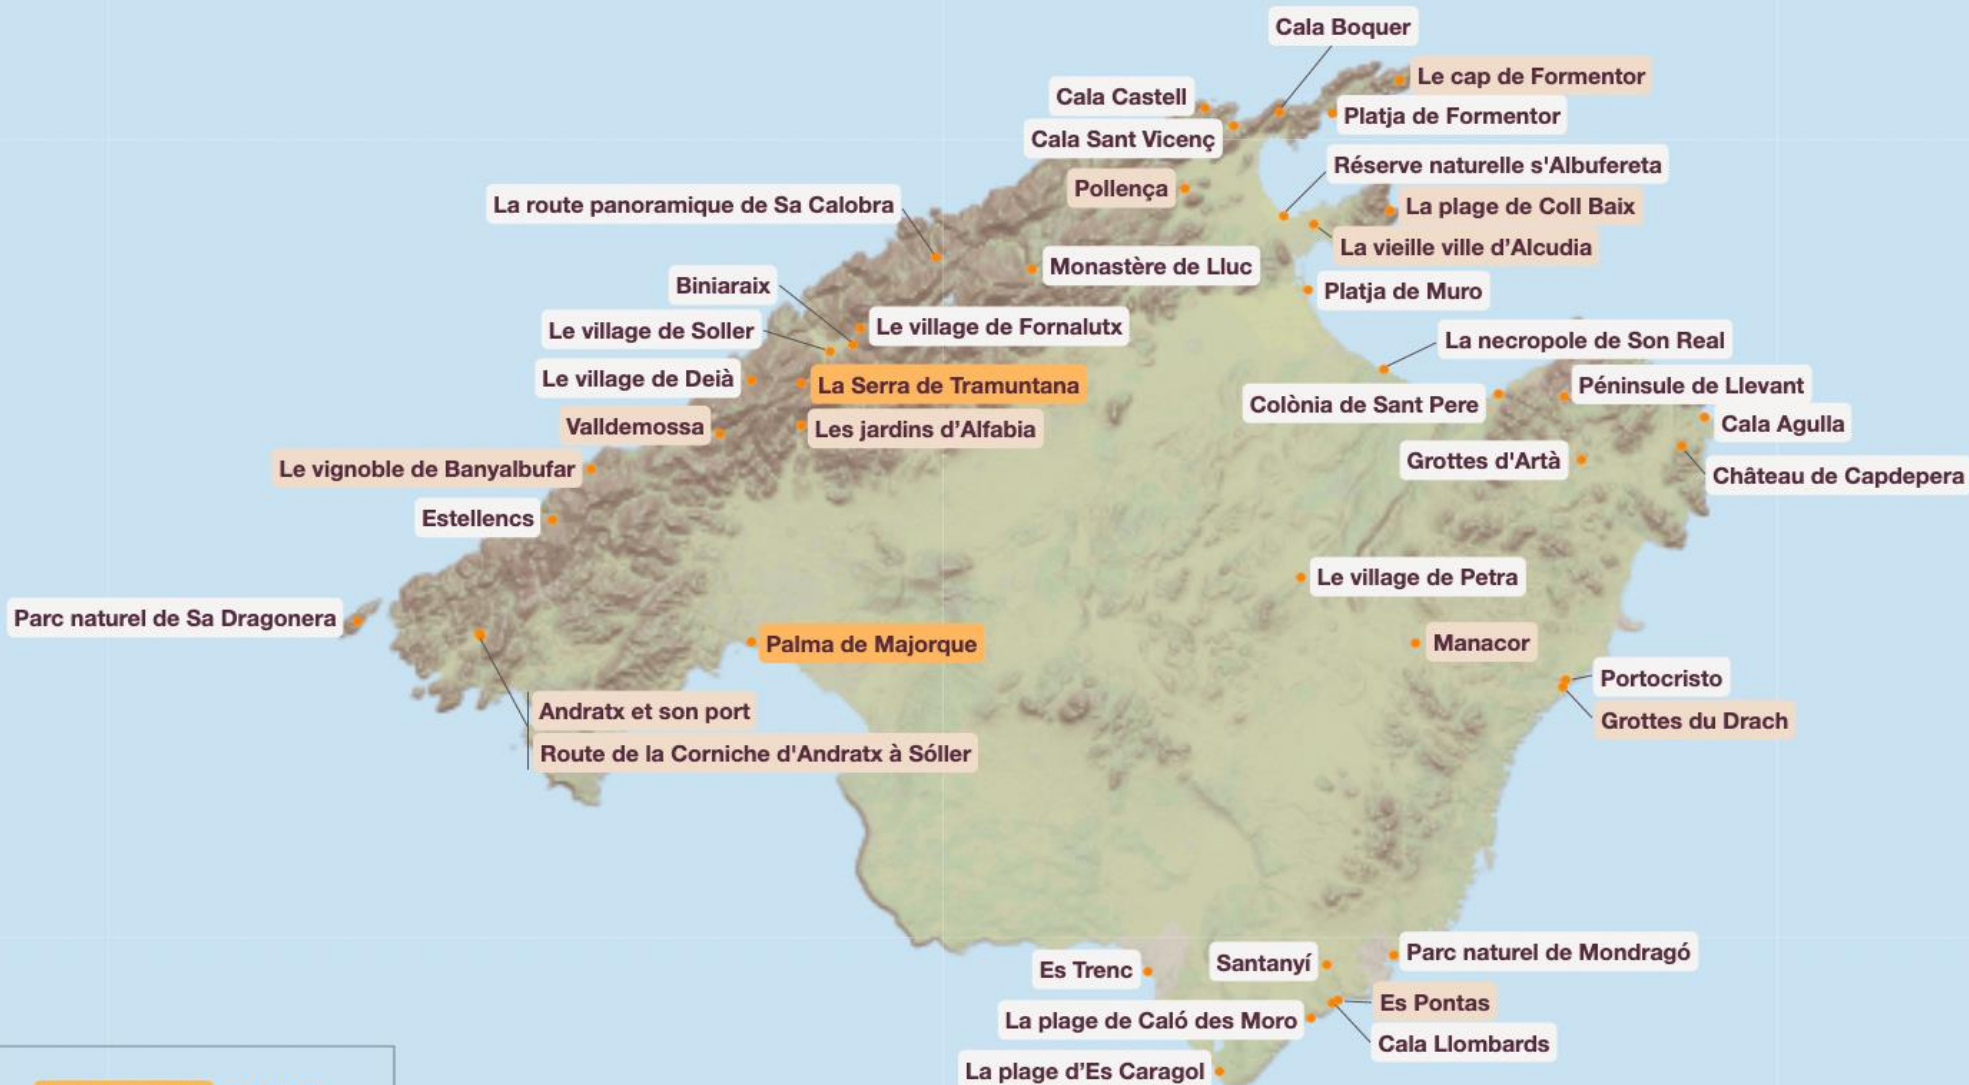 Cala Boquer
Le cap de Formentor
Cala Castell
Platja de Formentor
Cala Sant Vicenç
Réserve naturelle s'Albufereta
Pollença
La route panoramique de Sa Calobra
La plage de Coll Baix
La vieille ville d’Alcudia
Monastère de Lluc
Biniaraix
Platja de Muro
Le village de Soller
Le village de Fornalutx
La necropole de Son Real
Le village de Deià
La Serra de Tramuntana
Péninsule de Llevant
Colònia de Sant Pere
Valldemossa
Les jardins d’Alfabia
Cala Agulla
Le vignoble de Banyalbufar
Grottes d'Artà
Château de Capdepera
Estellencs
Le village de Petra
Parc naturel de Sa Dragonera
Palma de Majorque
Manacor
Portocristo
Andratx et son port
Grottes du Drach
Route de la Corniche d'Andratx à Sóller
Parc naturel de Mondragó
Es Trenc
Santanyí
Es Pontas
La plage de Caló des Moro
Cala Llombards
La plage d’Es Caragol